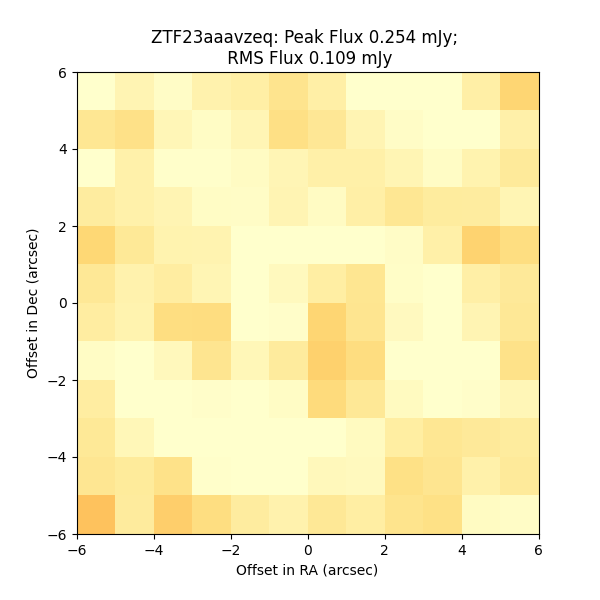 ZTF23aaavzeq: Peak Flux 0.254 mJy;
RMS Flux 0.109 mJy
6
4
2
0
−2
−4
−6
Offset in Dec (arcsec)
−6 −4 −2 0 2 4 6
Offset in RA (arcsec)